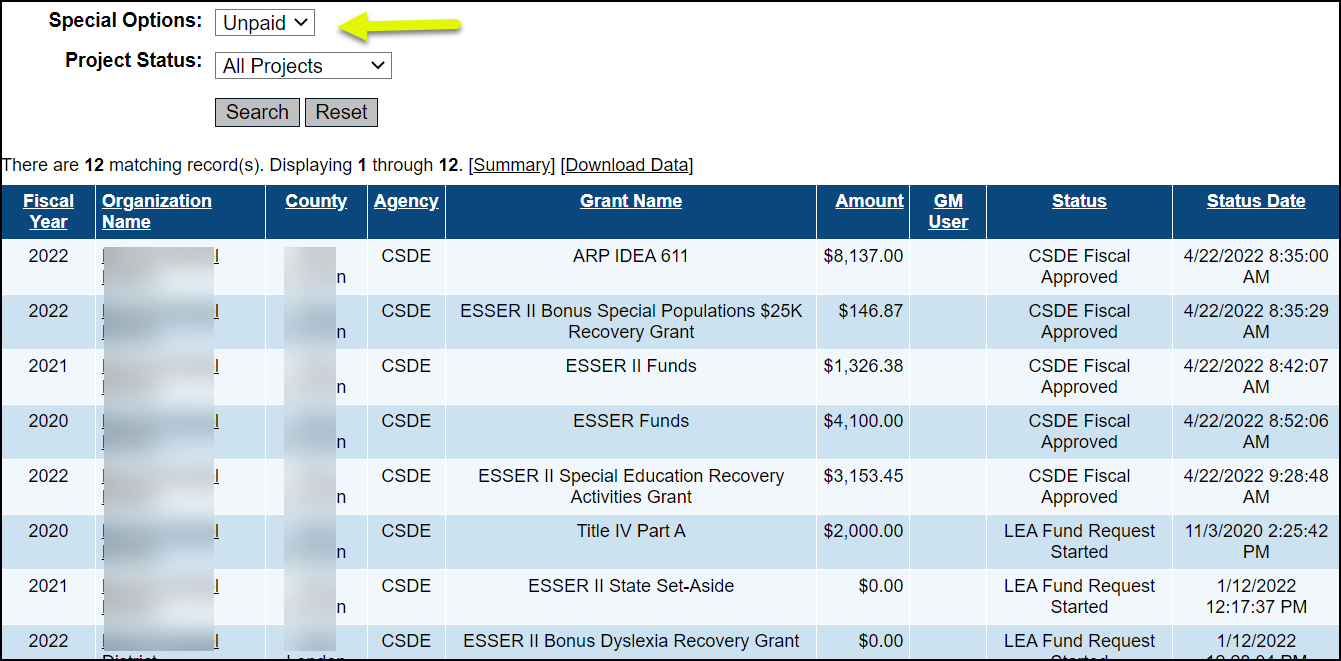 Special Options: Unpaid
Project Status: All Projects
Search Reset
There are 12 matching record(s). Displaying 1 through 12. [Summary] [Download Data]
Fiscal Year Organization Name County Agency Grant Name Amount GM User Status Status Date
2022 CSDE ARP IDEA 611 $8,137.00 CSDE Fiscal Approved 4/22/2022 8:35:00 AM
2022 CSDE ESSER II Bonus Special Populations $25K Recovery Grant $146.87 CSDE Fiscal Approved 4/22/2022 8:35:29 AM
2021 CSDE ESSER II Funds $1,326.38 CSDE Fiscal Approved 4/22/2022 8:42:07 AM
2020 CSDE ESSER Funds $4,100.00 CSDE Fiscal Approved 4/22/2022 8:52:06 AM
2022 CSDE ESSER II Special Education Recovery Activities Grant $3,153.45 CSDE Fiscal Approved 4/22/2022 9:28:48 AM
2020 CSDE Title IV Part A $2,000.00 LEA Fund Request Started 11/3/2020 2:25:42 PM
2021 CSDE ESSER II State Set-Aside $0.00 LEA Fund Request Started 1/12/2022 12:17:37 PM
2022 CSDE ESSER II Bonus Dyslexia Recovery Grant $0.00 LEA Fund Request 1/12/2022